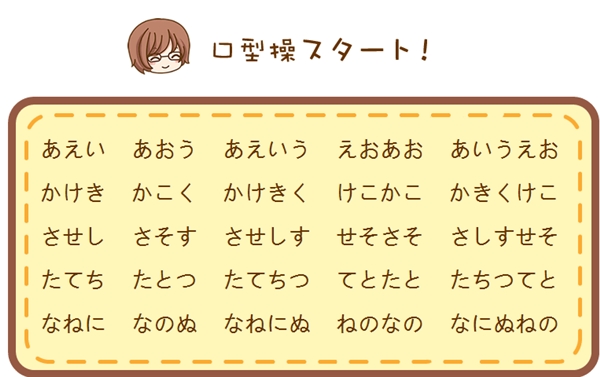 口型操スタート！
あえい　あおう　あえいう　えおあお　あいうえお
かけき　かこく　かけきく　けこかこ　かきくけこ
させし　さそす　させしす　せそさそ　さしすせそ
たてち　たとつ　たてちつ　てとたと　たちつてと
なねに　なのぬ　なねにぬ　ねのなの　なにぬねの